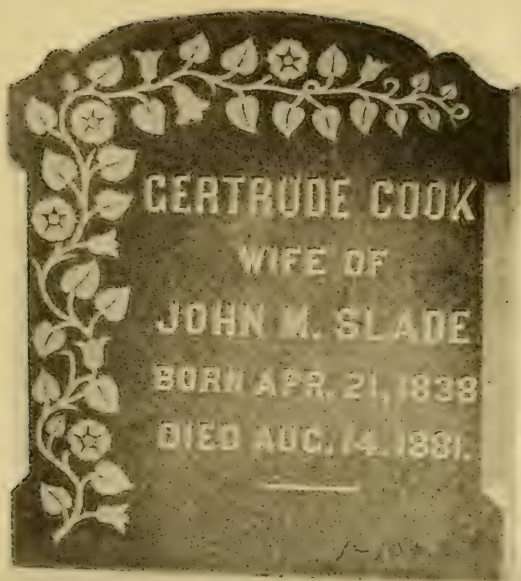 GERTRUDE COOK
WIFE OF
JOHN M. SLADE
BORN APR. 21, 1838
DIED AUG. 14. 1881.